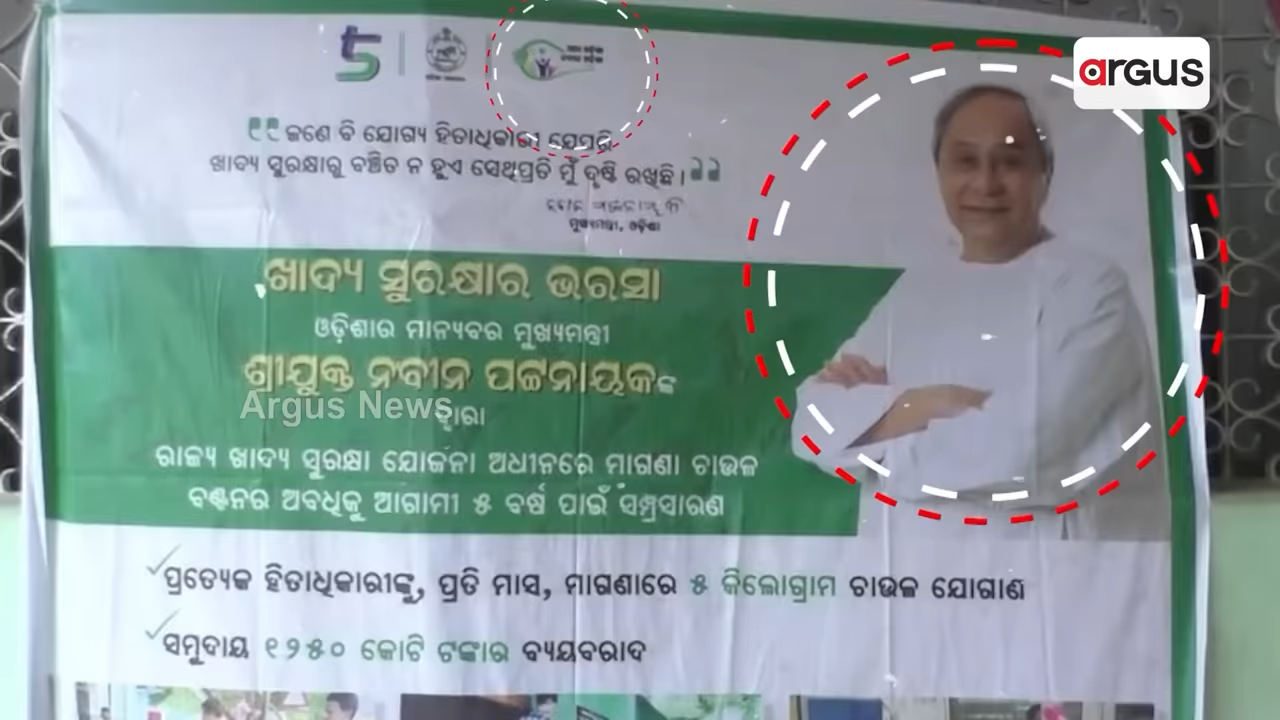 argus
5
ଜଣେ ବି ଯୋଗ୍ୟ ହିତାଧିକାରୀ ଯେପରି
ଖାଦ୍ୟ ସୁରକ୍ଷାରୁ ବଞ୍ଚିତ ନ ହୁଏ ସେଥିପ୍ରତି ମୁଁ ଦୃଷ୍ଟି ରଖିଛି।
ମୁଖ୍ୟମନ୍ତ୍ରୀ, ଓଡ଼ିଶା
ଖାଦ୍ୟ ସୁରକ୍ଷାର ଭରସା
ଓଡ଼ିଶାର ମାନ୍ୟବର ମୁଖ୍ୟମନ୍ତ୍ରୀ
ଶ୍ରୀଯୁକ୍ତ ନବୀନ ପଟ୍ଟନାୟକଙ୍କ
Argus News
ଦ୍ୱାରା
ରାଜ୍ୟ ଖାଦ୍ୟ ସୁରକ୍ଷା ଯୋଜନା ଅଧୀନରେ ମାଗଣା ଚାଉଳ
ବଣ୍ଟନର ଅବଧିକୁ ଆଗାମୀ ୫ ବର୍ଷ ପାଇଁ ସମ୍ପ୍ରସାରଣ
ପ୍ରତ୍ୟେକ ହିତାଧିକାରୀଙ୍କୁ, ପ୍ରତି ମାସ, ମାଗଣାରେ ୫ କିଲୋଗ୍ରାମ ଚାଉଳ ଯୋଗାଣ
ସମୁଦାୟ ୧୨୫୦ କୋଟି ଟଙ୍କାର ବ୍ୟୟବରାଦ